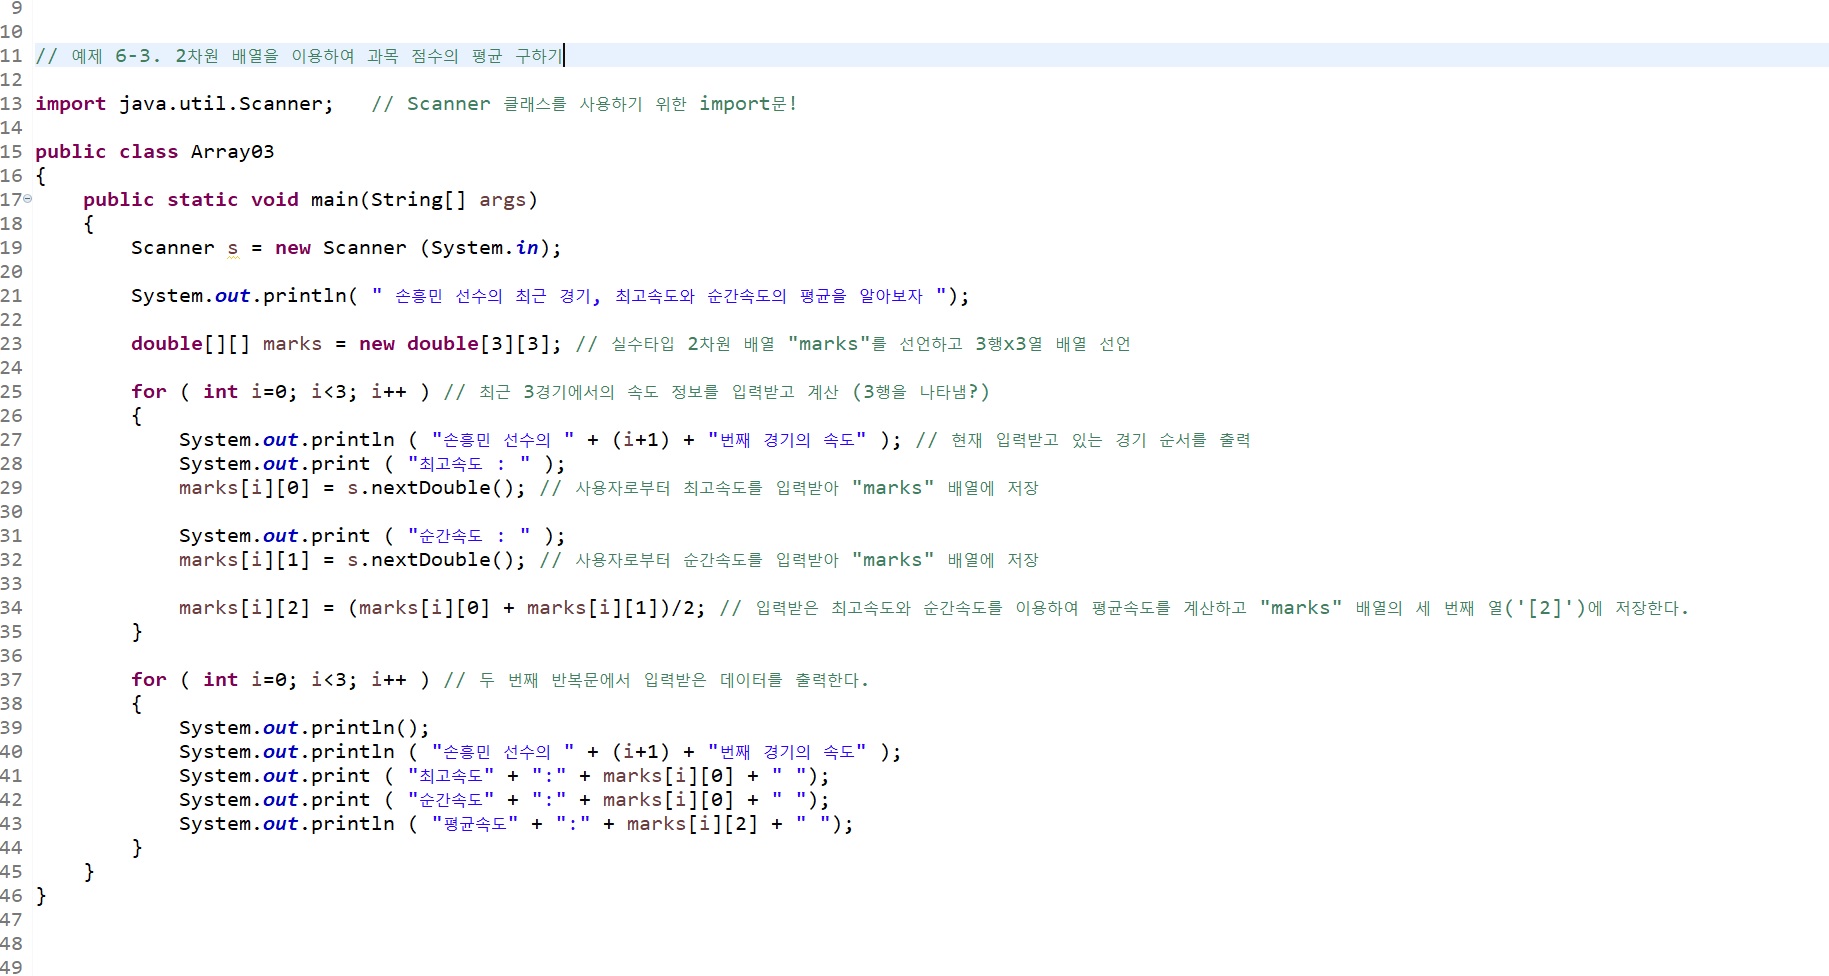 9
10
11 // 예제 6-3. 2차원 배열을 이용하여 과목 점수의 평균 구하기
12
13 import java.util.Scanner;   // Scanner 클래스를 사용하기 위한 import문!
14
15 public class Array03
16 {
17     public static void main(String[] args)
18     {
19         Scanner s = new Scanner (System.in);
20
21         System.out.println( " 손흥민 선수의 최근 경기, 최고속도와 순간속도의 평균을 알아보자 ");
22
23         double[][] marks = new double[3][3]; // 실수타입 2차원 배열 "marks"를 선언하고 3행x3열 배열 선언
24
25         for ( int i=0; i<3; i++ ) // 최근 3경기에서의 속도 정보를 입력받고 계산 (3행을 나타냄?)
26         {
27             System.out.println ( "손흥민 선수의 " + (i+1) + "번째 경기의 속도" ); // 현재 입력받고 있는 경기 순서를 출력
28             System.out.print ( "최고속도 : " );
29             marks[i][0] = s.nextDouble(); // 사용자로부터 최고속도를 입력받아 "marks" 배열에 저장
30
31             System.out.print ( "순간속도 : " );
32             marks[i][1] = s.nextDouble(); // 사용자로부터 순간속도를 입력받아 "marks" 배열에 저장
33
34             marks[i][2] = (marks[i][0] + marks[i][1])/2; // 입력받은 최고속도와 순간속도를 이용하여 평균속도를 계산하고 "marks" 배열의 세 번째 열('[2]')에 저장한다.
35         }
36
37         for ( int i=0; i<3; i++ ) // 두 번째 반복문에서 입력받은 데이터를 출력한다.
38         {
39             System.out.println();
40             System.out.println ( "손흥민 선수의 " + (i+1) + "번째 경기의 속도" );
41             System.out.print ( "최고속도" + ":" + marks[i][0] + " ");
42             System.out.print ( "순간속도" + ":" + marks[i][0] + " ");
43             System.out.println ( "평균속도" + ":" + marks[i][2] + " ");
44         }
45     }
46 }
47
48
49